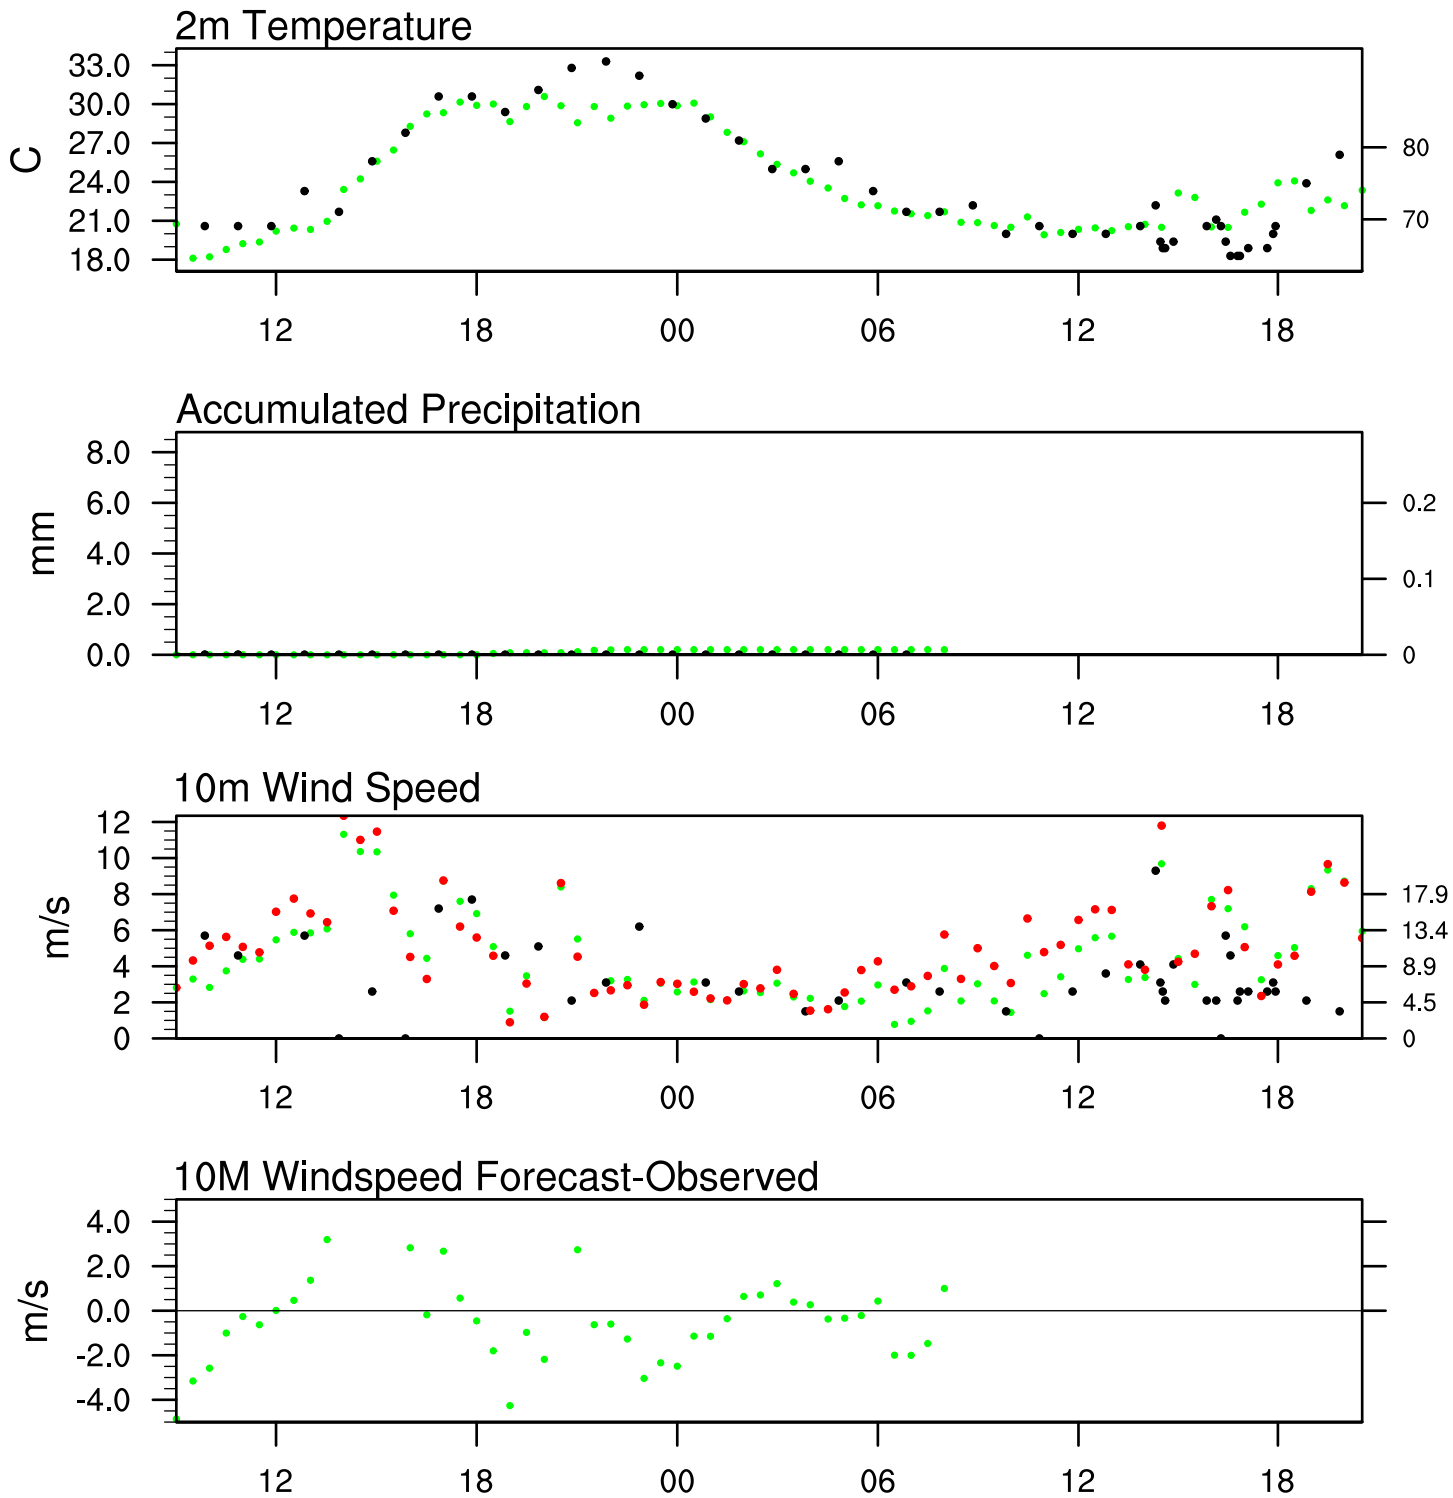 2m Temperature
33.0
30.0
27.0
24.0
21.0
18.0
C
80
70
12 18 00 06 12 18
Accumulated Precipitation
8.0
6.0
4.0
2.0
0.0
mm
0.2
0.1
0
12 18 00 06 12 18
10m Wind Speed
12
10
8
6
4
2
0
m/s
17.9
13.4
8.9
4.5
0
12 18 00 06 12 18
10M Windspeed Forecast-Observed
4.0
2.0
0.0
-2.0
-4.0
m/s
12 18 00 06 12 18